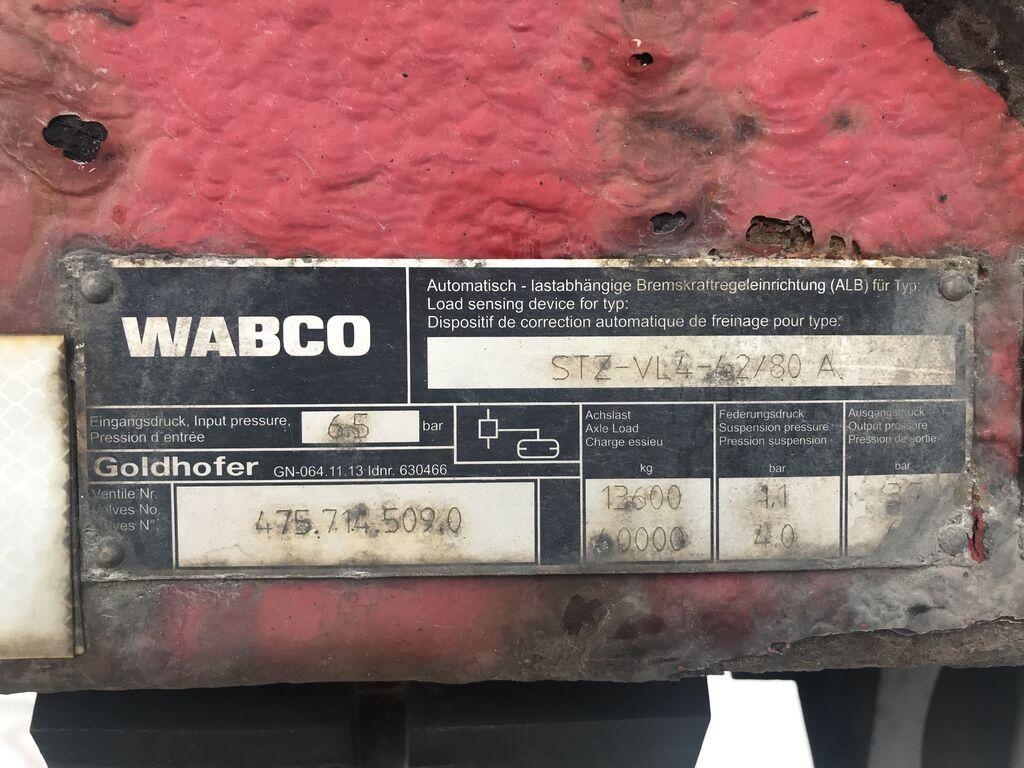 WABCO
Automatisch - lastabhängige Bremskraftregeleinrichtung (ALB) für Typ:
Load sensing device for typ:
Dispositif de correction automatique de freinage pour type:
STZ-VL4-42/80 A
Eingangsdruck, Input pressure,
Pression d'entrée
6.5 bar
Goldhofer GN-064.11.13 Idnr. 630466
Ventile Nr.
Valves No.
Valves N°
475.714.509.0
Achslast
Axle Load
Charge essieu
kg
13600
40000
Federungsdruck
Suspension pressure
Pression suspension
bar
1.1
4.0
Ausgangsdruck
Output pressure
Pression de sortie
bar